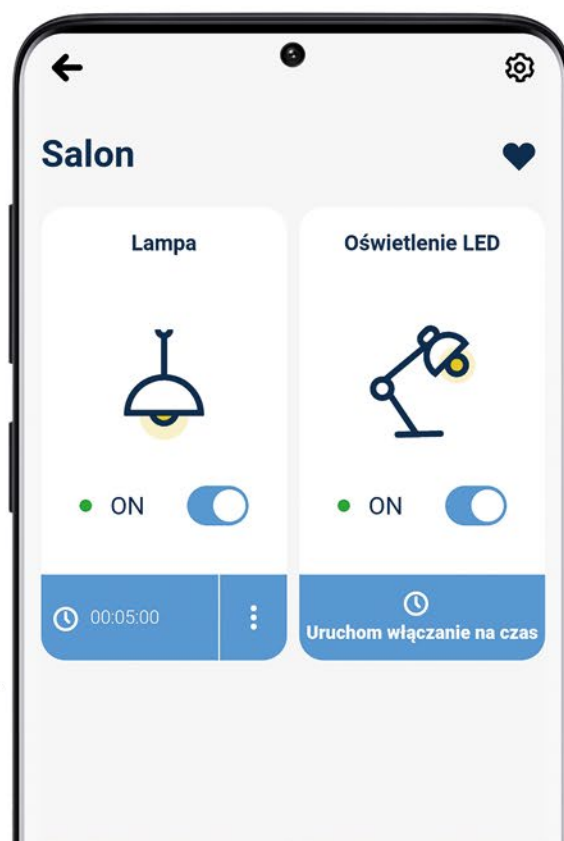 Salon
Lampa
Oświetlenie LED
ON
ON
00:05:00
Uruchom włączanie na czas